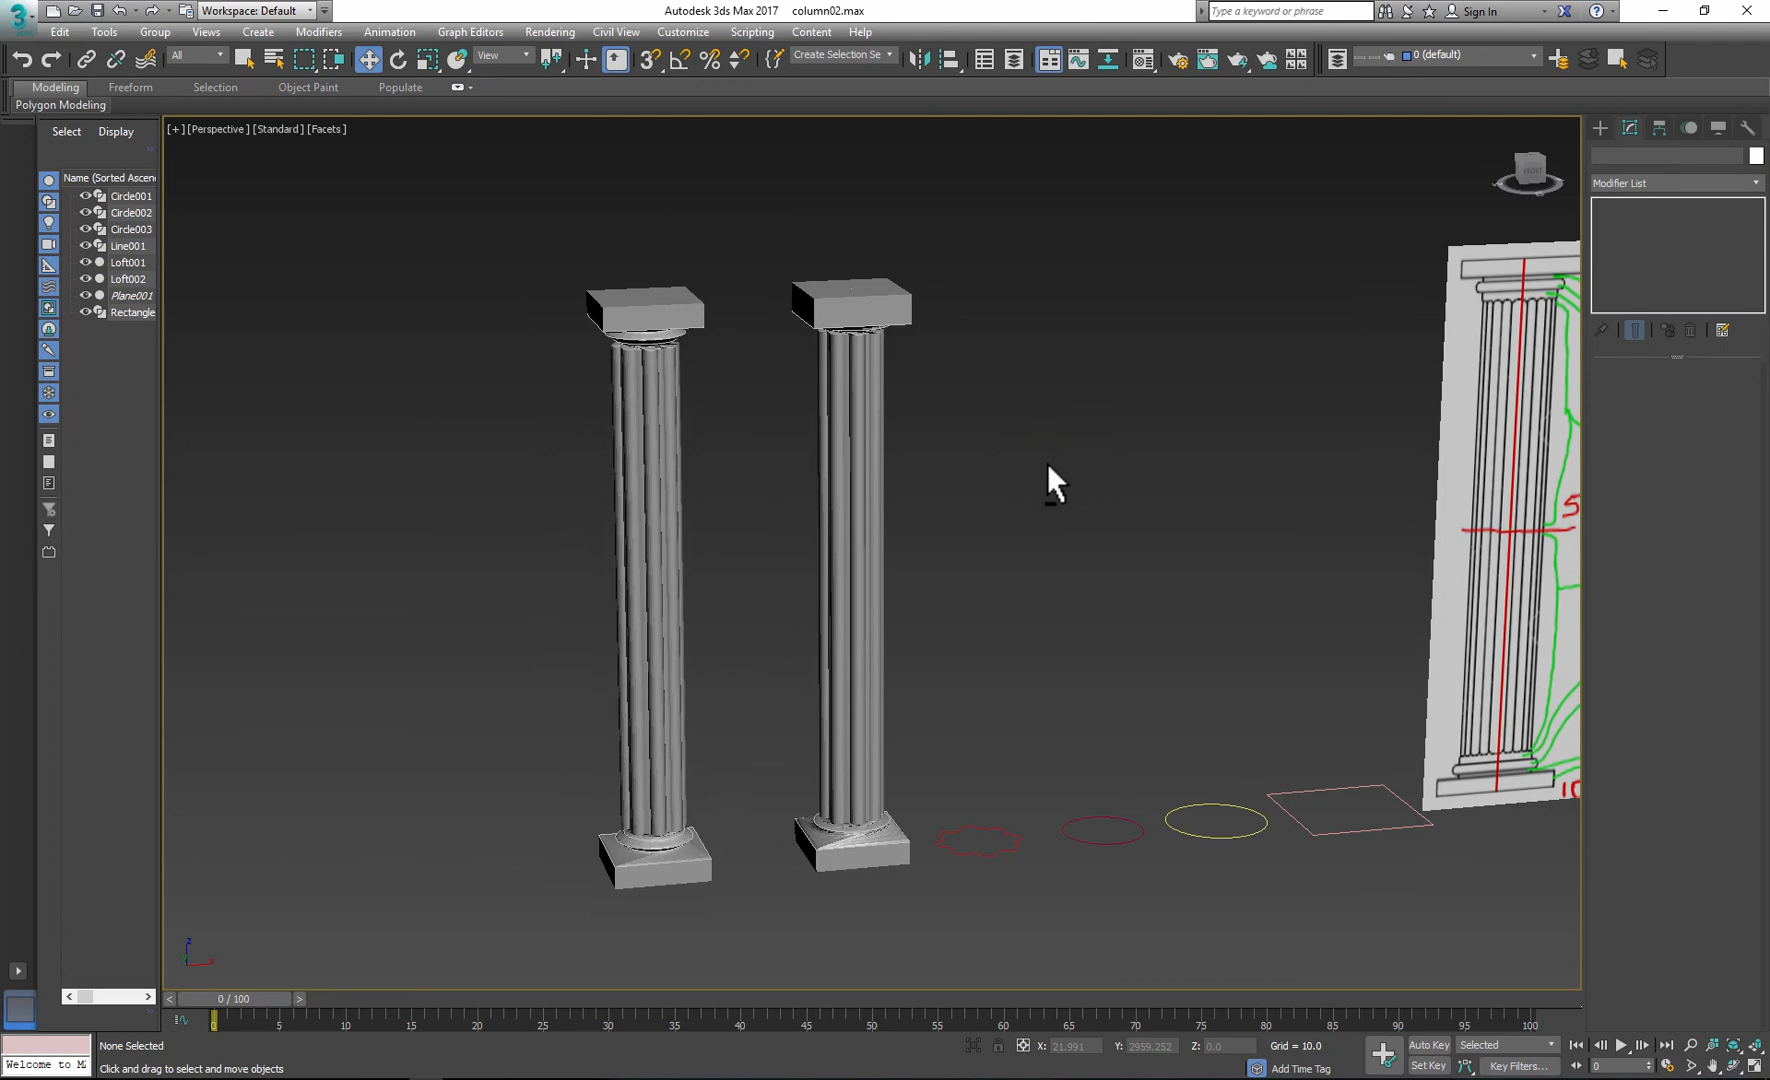 Workspace: Default
Autodesk 3ds Max 2017 column02.max
Type a keyword or phrase
Sign In
Edit Tools Group Views Create Modifiers Animation Graph Editors Rendering Civil View Customize Scripting Content Help
All
View
Create Selection Se
0 (default)
Modeling Freeform Selection Object Paint Populate
Polygon Modeling
Select Display
[+] [Perspective] [Standard] [Facets]
FRONT
Modifier List
Name (Sorted Ascen
Circle001
Circle002
Circle003
Line001
Loft001
Loft002
Plane001
Rectangle
5
10
z
x
0 / 100
0 5 10 15 20 25 30 35 40 45 50 55 60 65 70 75 80 85 90 95 100
None Selected
X: 21.991 Y: 2959.252 Z: 0.0 Grid = 10.0
Auto Key Selected
Welcome to M
Click and drag to select and move objects
Add Time Tag
Set Key Key Filters... 0